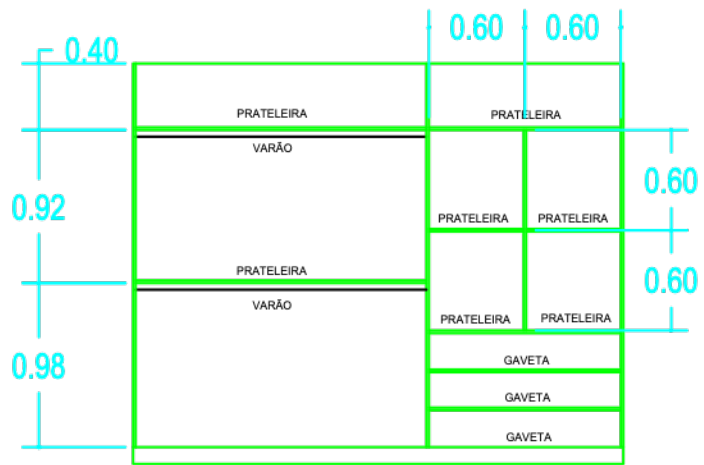 0.60 0.60
0.40
PRATELEIRA PRATELEIRA
VARÃO
0.60
0.92
PRATELEIRA PRATELEIRA
PRATELEIRA
0.60
VARÃO
PRATELEIRA PRATELEIRA
0.98
GAVETA
GAVETA
GAVETA